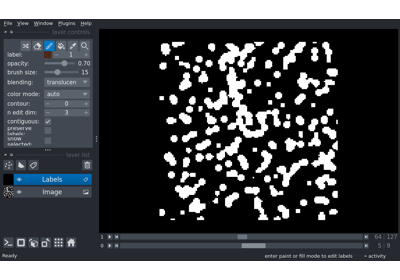 File View Window Plugins Help
layer controls
label: 1
opacity: 0.70
brush size: 15
blending: translucen
color mode: auto
contour: 0
n edit dim: 3
contiguous:
preserve
labels:
show
selected:
layer list
Labels
Image
1 64 127
0 5 9
Ready enter paint or fill mode to edit labels activity